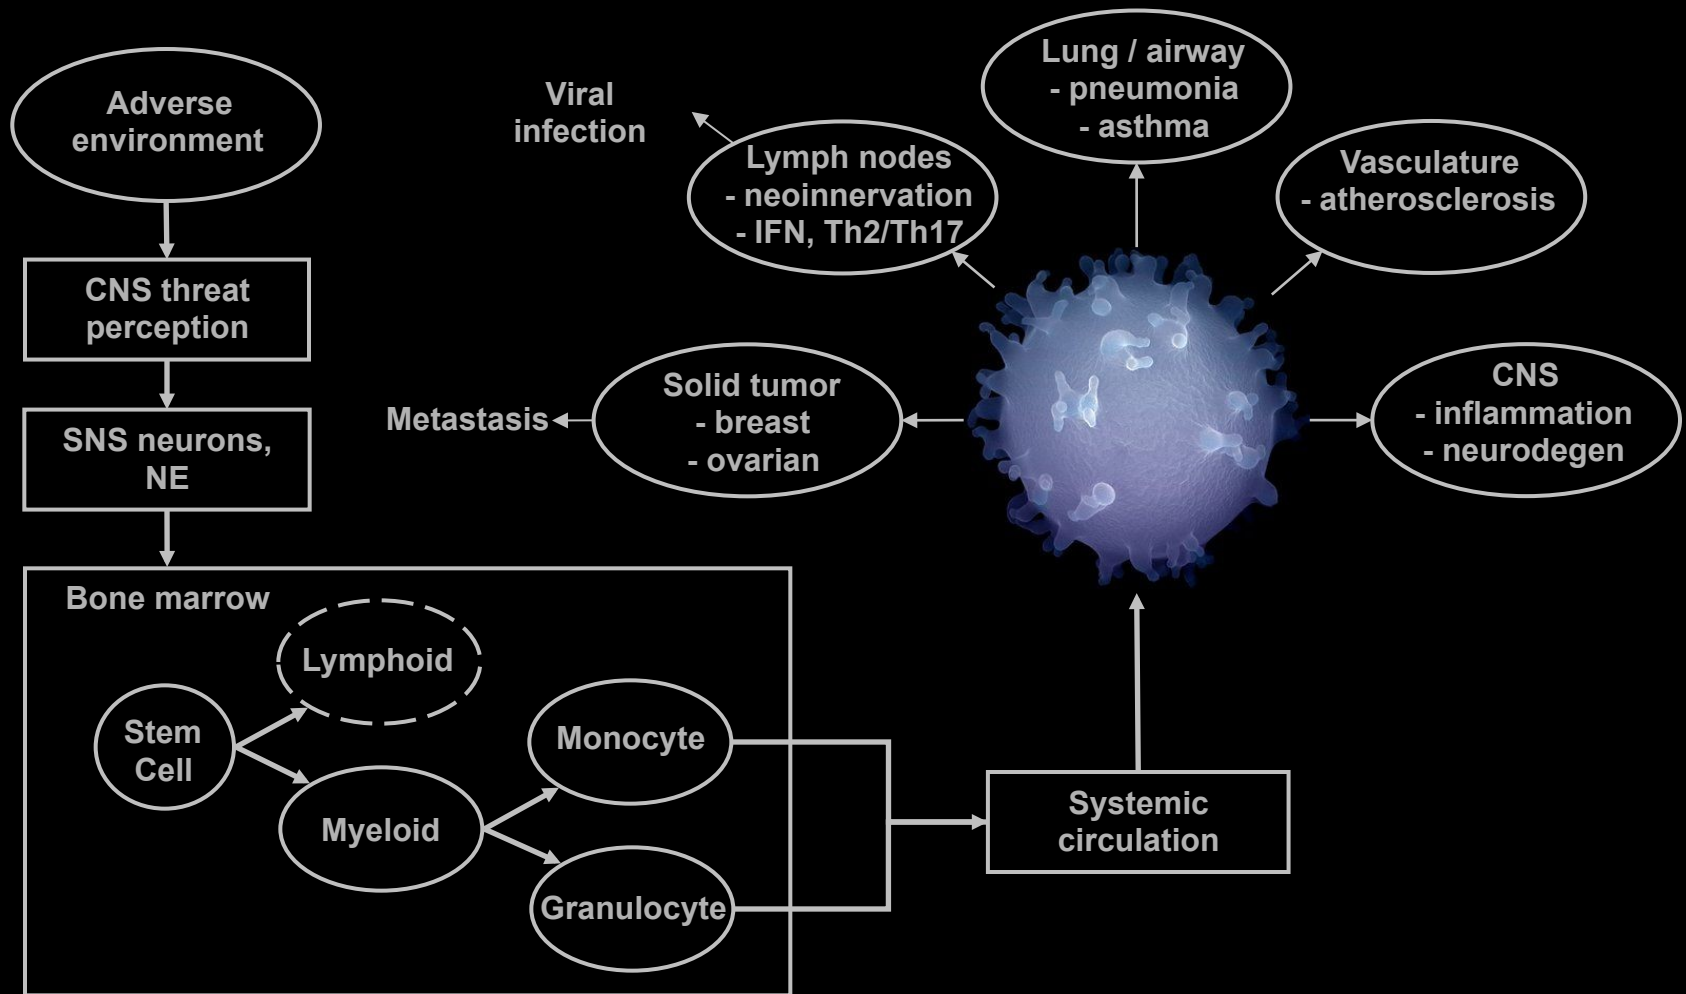 Adverse
environment
CNS threat
perception
SNS neurons,
NE
Bone marrow
Stem
Cell
Lymphoid
Myeloid
Monocyte
Granulocyte
Systemic
circulation
Metastasis
Solid tumor
- breast
- ovarian
Viral
infection
Lymph nodes
- neoinnervation
- IFN, Th2/Th17
Lung / airway
- pneumonia
- asthma
Vasculature
- atherosclerosis
CNS
- inflammation
- neurodegen